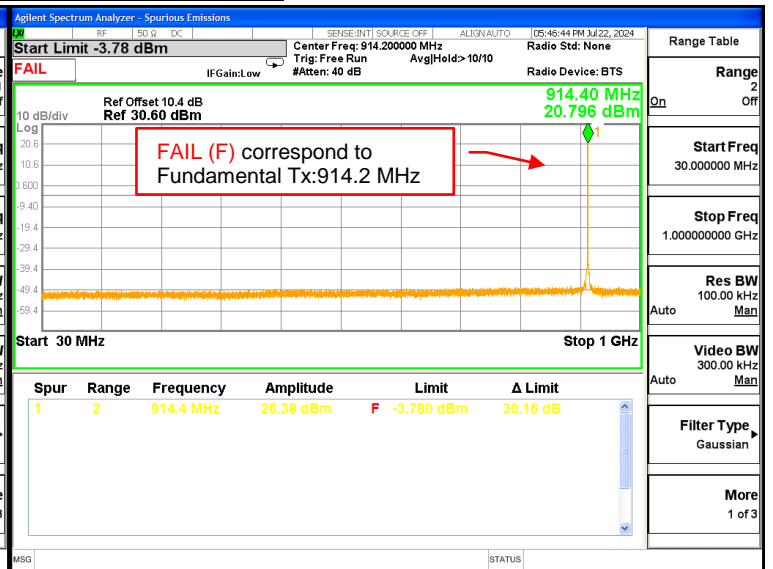 Agilent Spectrum Analyzer - Spurious Emissions
LXI RF 50 Ω DC SENSE:INT SOURCE OFF ALIGN AUTO 05:46:44 PM Jul 22, 2024
Start Limit -3.78 dBm
Center Freq: 914.200000 MHz
Radio Std: None
Trig: Free Run Avg|Hold:> 10/10
FAIL
IFGain:Low
#Atten: 40 dB
Radio Device: BTS
914.40 MHz
20.796 dBm
Ref Offset 10.4 dB
10 dB/div Ref 30.60 dBm
Log
1
20.6
10.6
0.600
-9.40
-19.4
-29.4
-39.4
-49.4
-59.4
FAIL (F) correspond to
Fundamental Tx:914.2 MHz
Start 30 MHz Stop 1 GHz
Spur Range Frequency Amplitude Limit Δ Limit
1 2 914.4 MHz 26.38 dBm F -3.780 dBm 30.16 dB
MSG STATUS
Range Table
Range
2
On Off
Start Freq
30.000000 MHz
Stop Freq
1.000000000 GHz
Res BW
100.00 kHz
Auto Man
Video BW
300.00 kHz
Auto Man
Filter Type
Gaussian
More
1 of 3